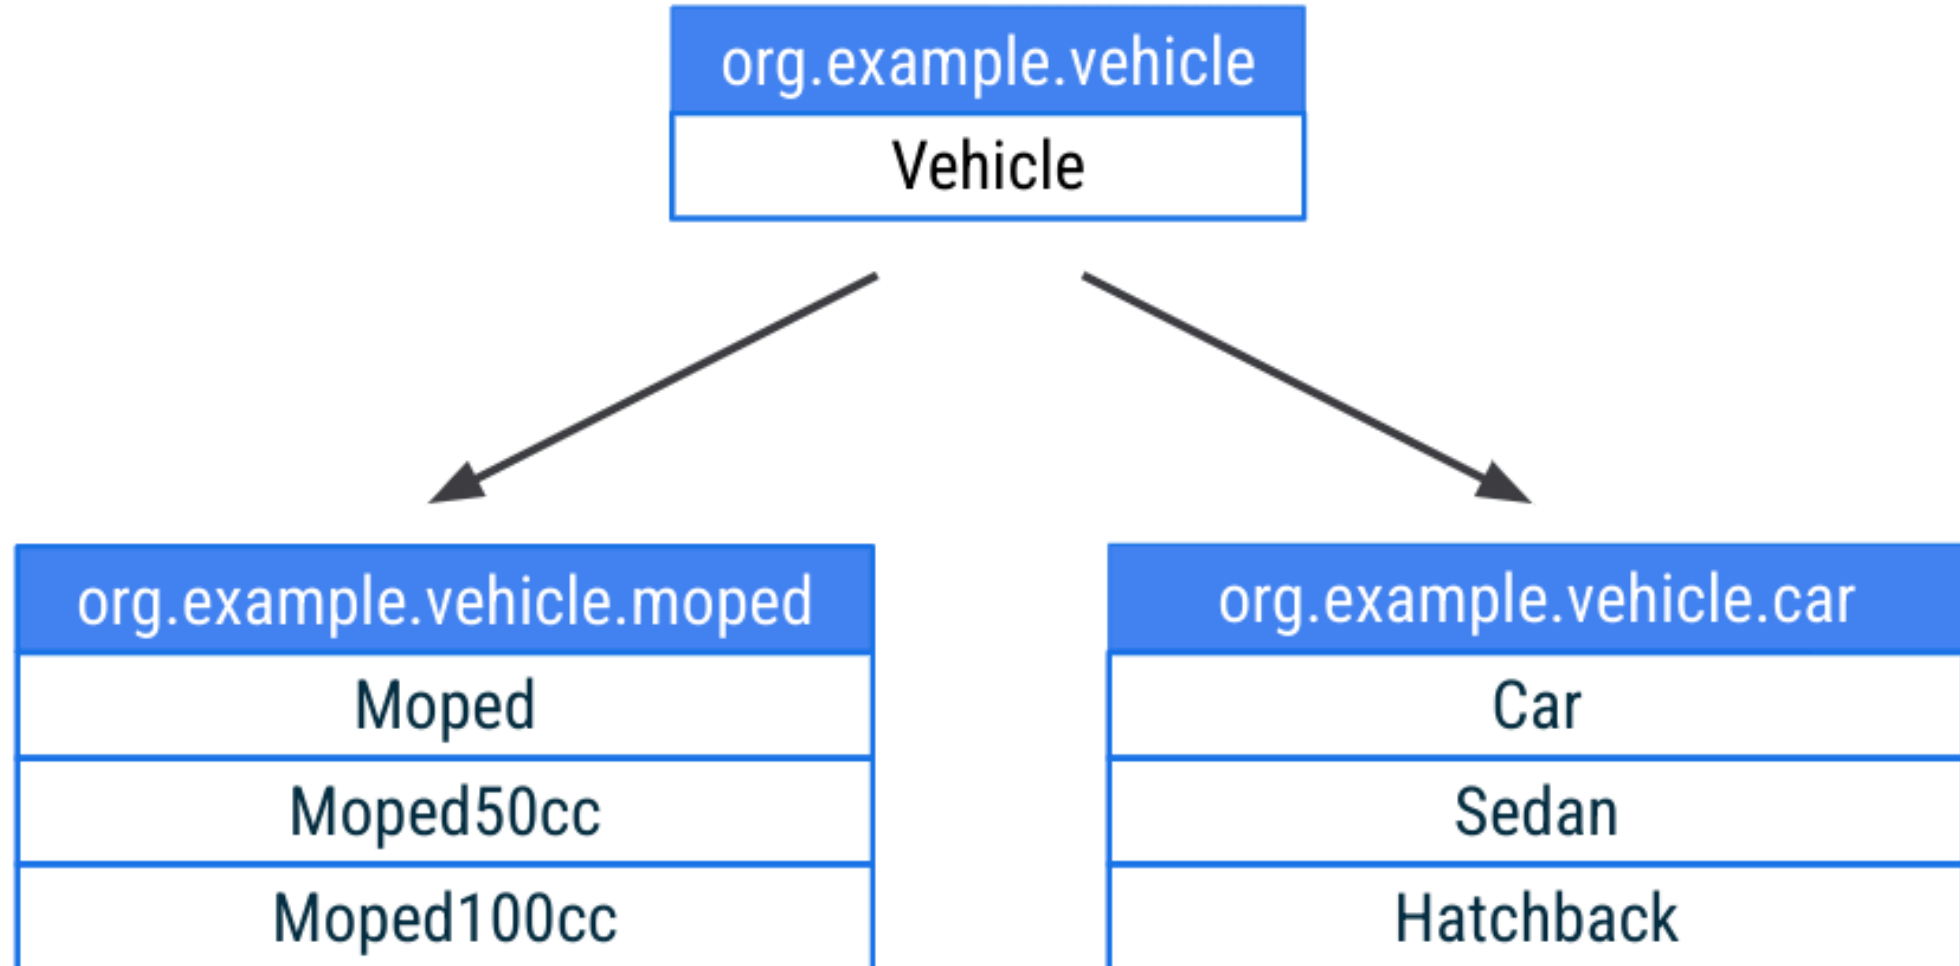 org.example.vehicle
Vehicle
org.example.vehicle.moped
Moped
Moped50cc
Moped100cc
org.example.vehicle.car
Car
Sedan
Hatchback